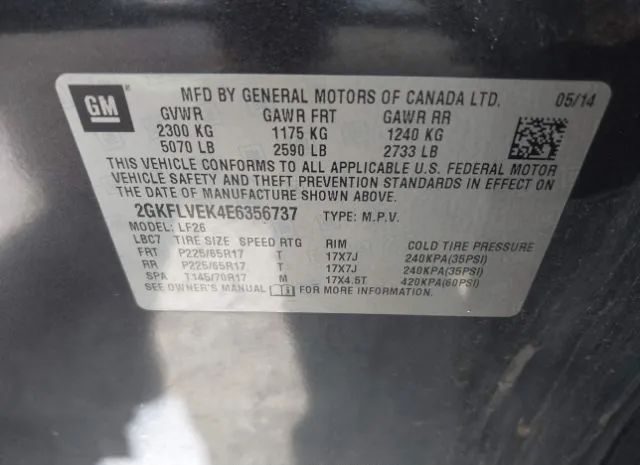 GM
MFD BY GENERAL MOTORS OF CANADA LTD. 05/14
GVWR GAWR FRT GAWR RR
2300 KG 1175 KG 1240 KG
5070 LB 2590 LB 2733 LB
THIS VEHICLE CONFORMS TO ALL APPLICABLE U.S. FEDERAL MOTOR
VEHICLE SAFETY AND THEFT PREVENTION STANDARDS IN EFFECT ON
THE DATE OF MANUFACTURE SHOWN ABOVE.
2GKFLVEK4E6356737 TYPE: M.P.V.
MODEL: LF26
LBC7 TIRE SIZE SPEED RTG RIM COLD TIRE PRESSURE
FRT P225/65R17 T 17X7J 240KPA(35PSI)
RR P225/65R17 T 17X7J 240KPA(35PSI)
SPA T145/70R17 M 17X4.5T 420KPA(60PSI)
SEE OWNER'S MANUAL FOR MORE INFORMATION.